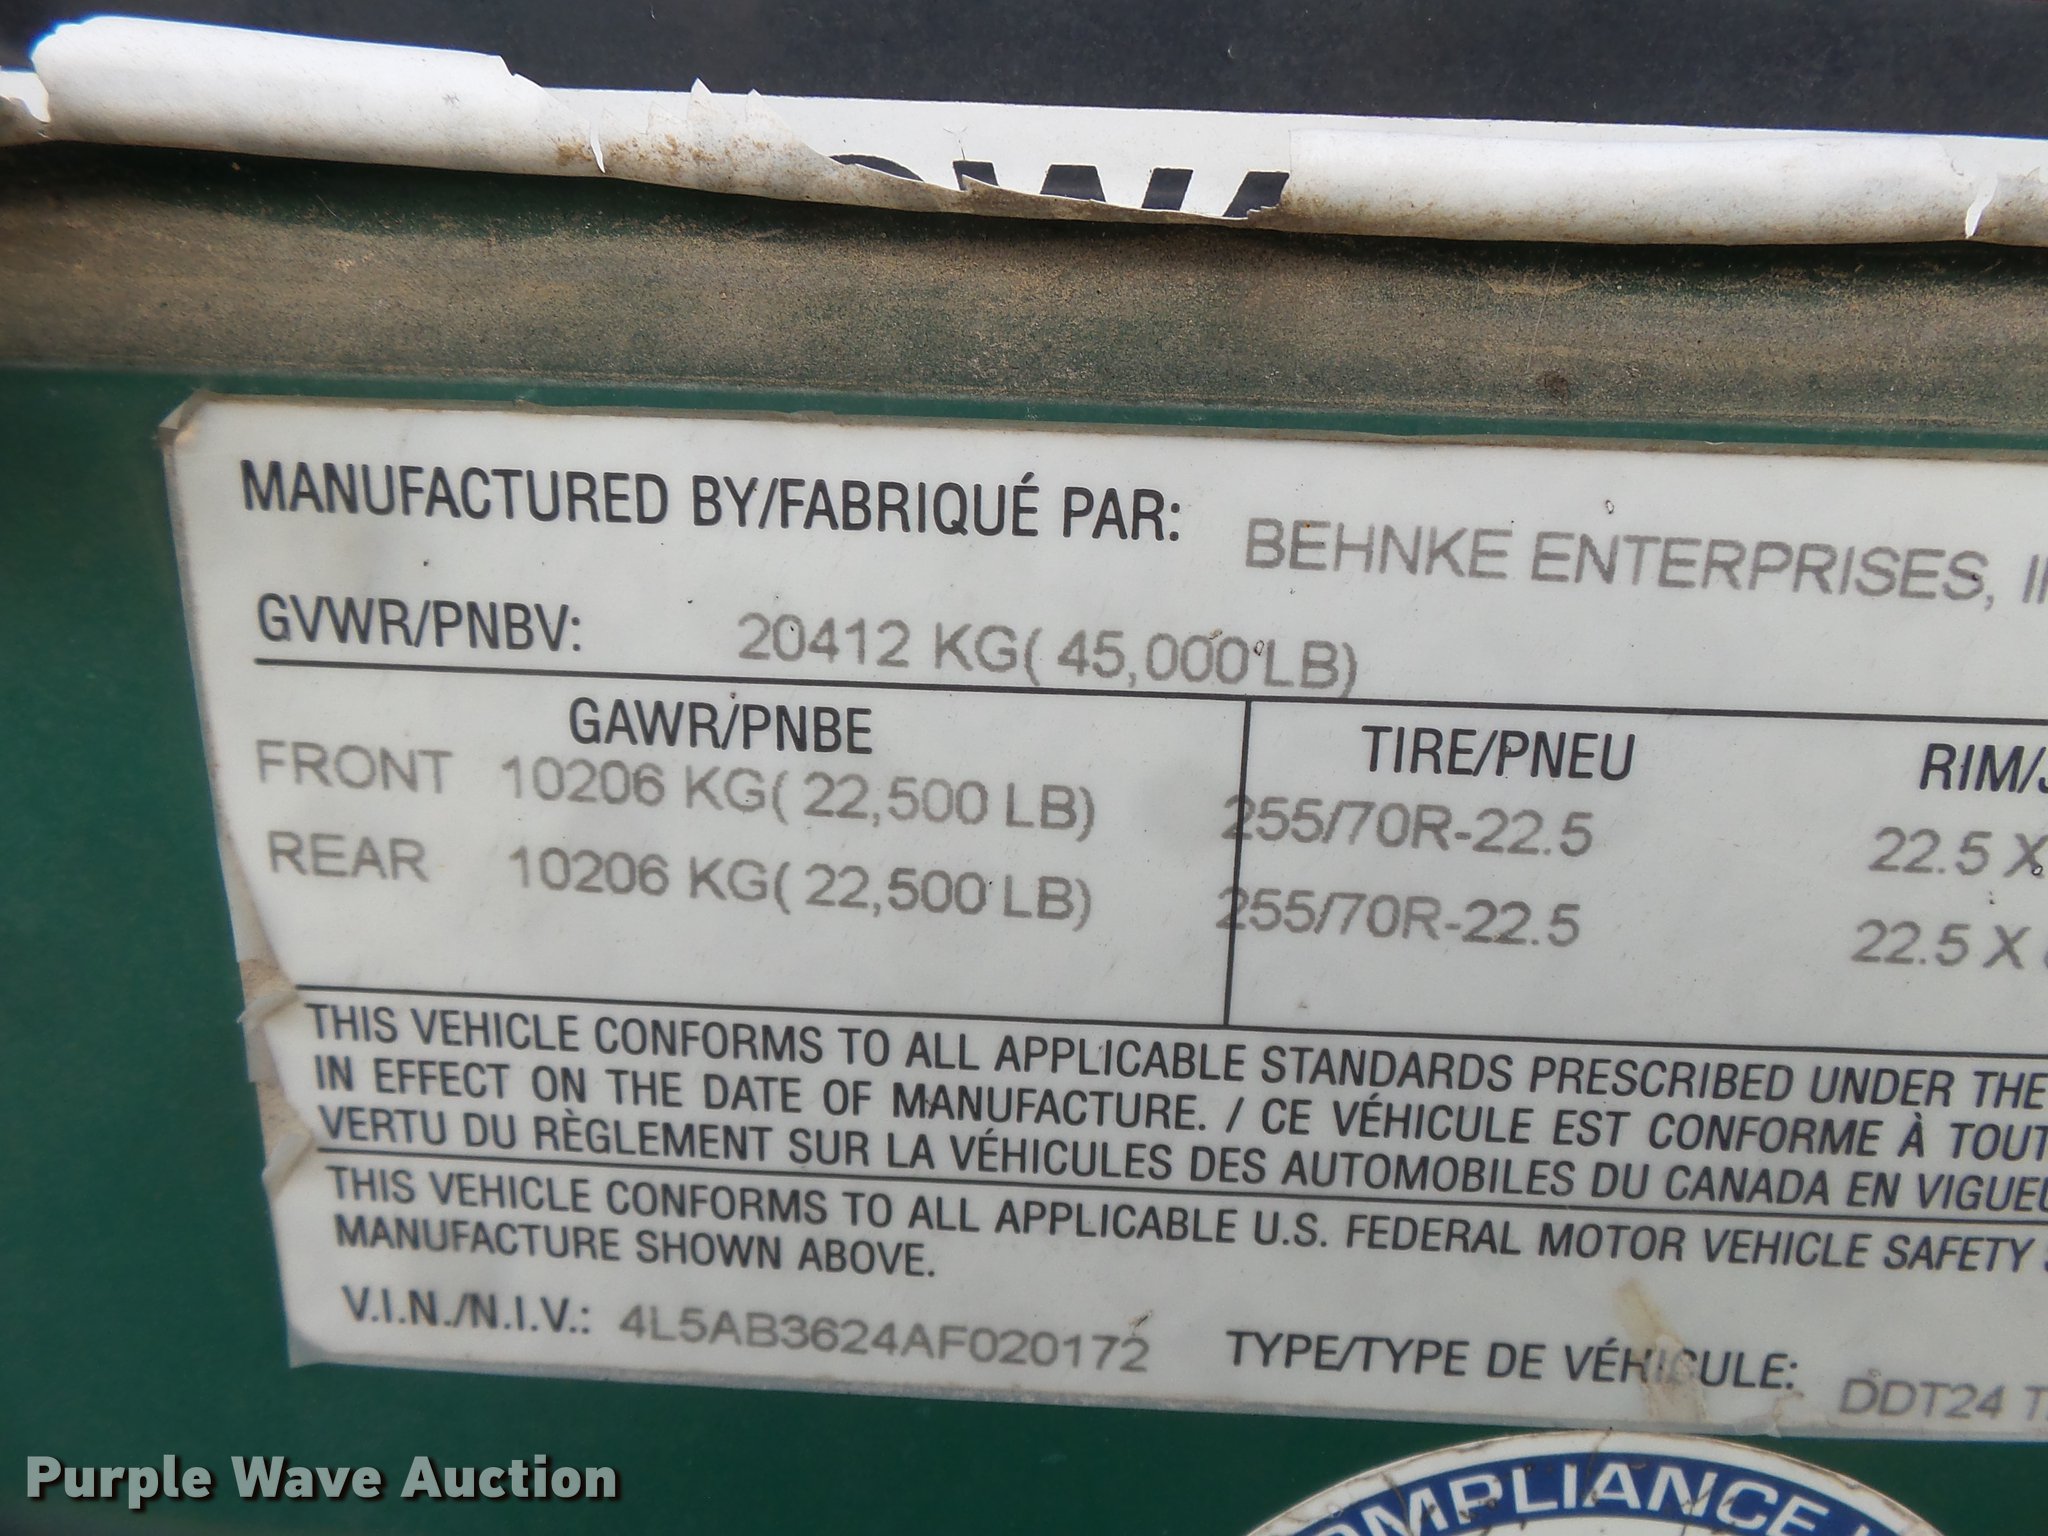 MANUFACTURED BY/FABRIQUÉ PAR: BEHNKE ENTERPRISES,
GVWR/PNBV: 20412 KG( 45,000 LB)
GAWR/PNBE TIRE/PNEU RIM/
FRONT 10206 KG( 22,500 LB) 255/70R-22.5 22.5 X
REAR 10206 KG( 22,500 LB) 255/70R-22.5 22.5 X
THIS VEHICLE CONFORMS TO ALL APPLICABLE STANDARDS PRESCRIBED UNDER THE
IN EFFECT ON THE DATE OF MANUFACTURE. / CE VÉHICULE EST CONFORME À TOUT
VERTU DU RÈGLEMENT SUR LA VÉHICULES DES AUTOMOBILES DU CANADA EN VIGUEU
THIS VEHICLE CONFORMS TO ALL APPLICABLE U.S. FEDERAL MOTOR VEHICLE SAFETY
MANUFACTURE SHOWN ABOVE.
V.I.N./N.I.V.: 4L5AB3624AF020172 TYPE/TYPE DE VÉHICULE: DDT24
OMPLIANCE
Purple Wave Auction